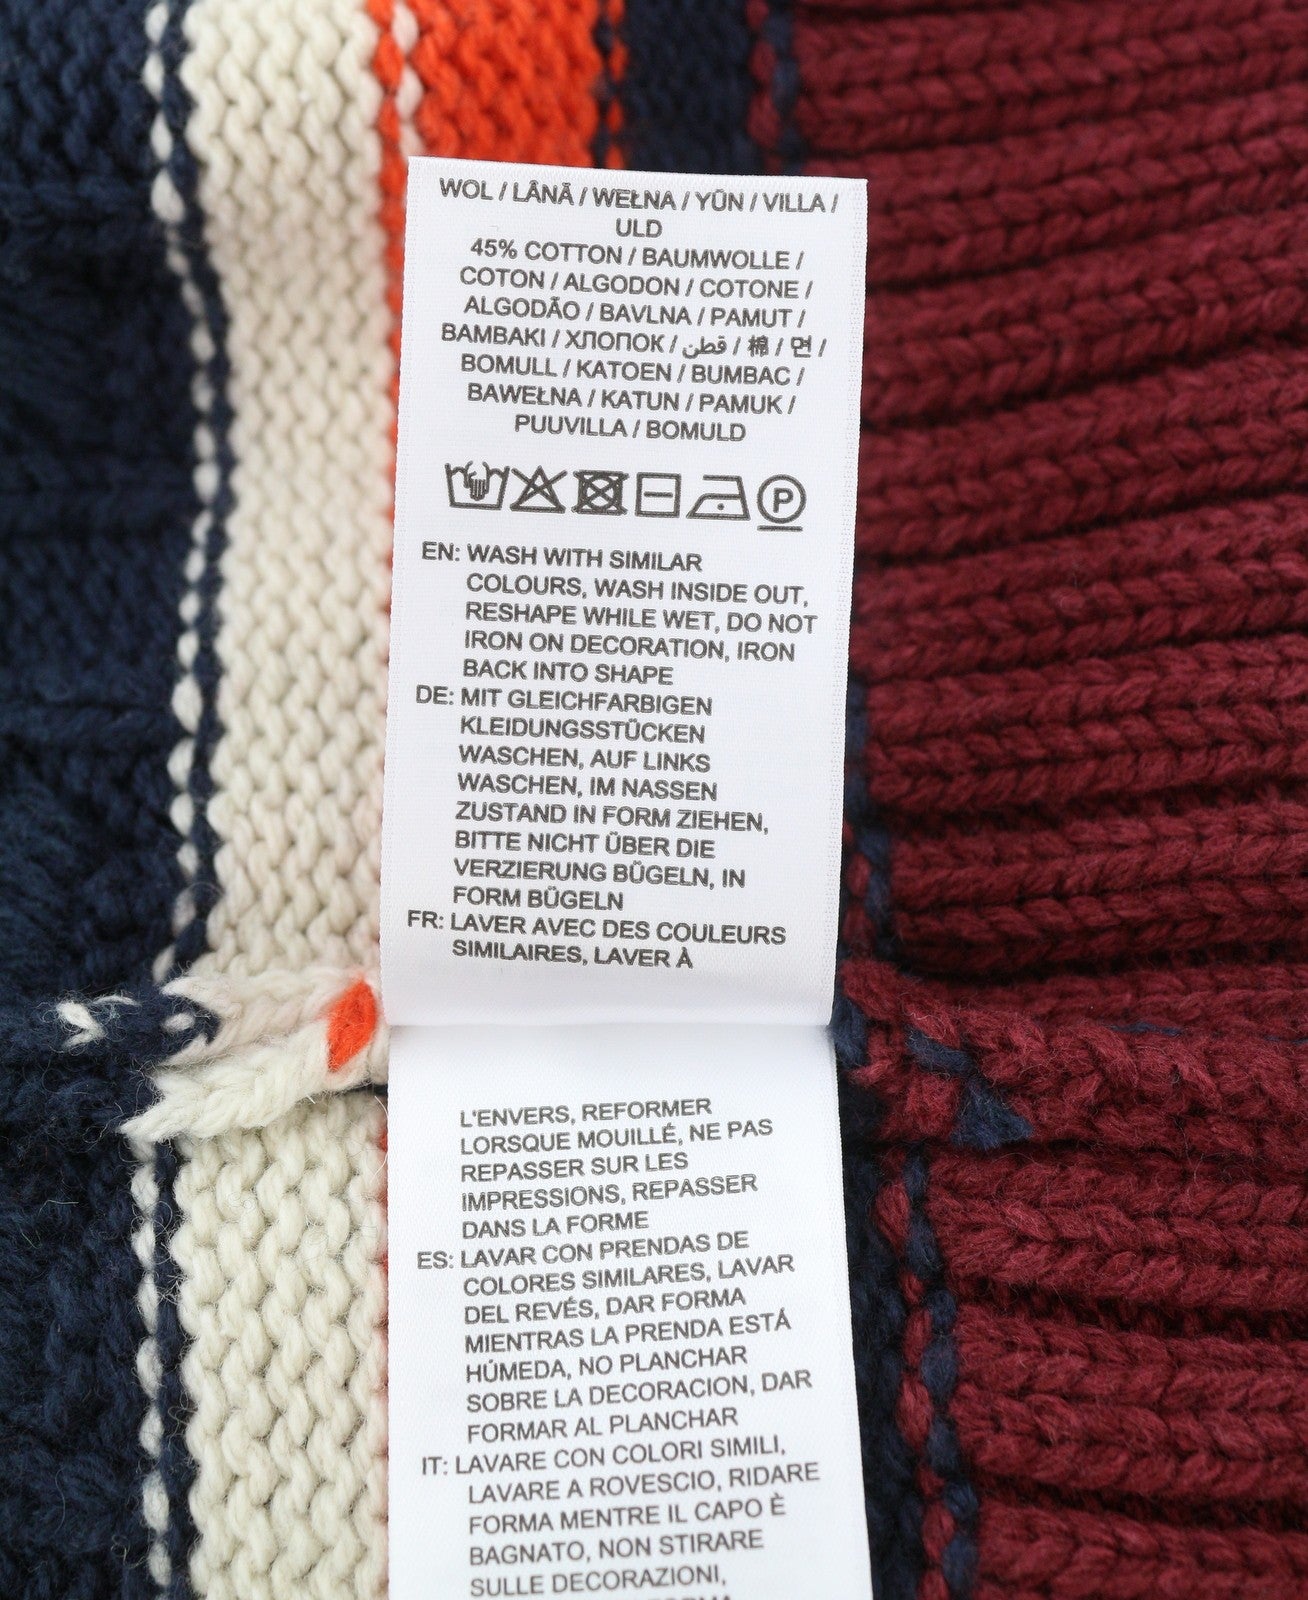 WOL / LÂNĂ / WEŁNA / YÜN / VILLA /
ULD
45% COTTON / BAUMWOLLE /
COTON / ALGODON / COTONE /
ALGODÃO / BAVLNA / PAMUT /
BAMBAKI / ХЛОПОК / قطن / 棉 / 면 /
BOMULL / KATOEN / BUMBAC /
BAWEŁNA / KATUN / PAMUK /
PUUVILLA / BOMULD
P
EN: WASH WITH SIMILAR
COLOURS, WASH INSIDE OUT,
RESHAPE WHILE WET, DO NOT
IRON ON DECORATION, IRON
BACK INTO SHAPE
DE: MIT GLEICHFARBIGEN
KLEIDUNGSSTÜCKEN
WASCHEN, AUF LINKS
WASCHEN, IM NASSEN
ZUSTAND IN FORM ZIEHEN,
BITTE NICHT ÜBER DIE
VERZIERUNG BÜGELN, IN
FORM BÜGELN
FR: LAVER AVEC DES COULEURS
SIMILAIRES, LAVER À
L'ENVERS, REFORMER
LORSQUE MOUILLÉ, NE PAS
REPASSER SUR LES
IMPRESSIONS, REPASSER
DANS LA FORME
ES: LAVAR CON PRENDAS DE
COLORES SIMILARES, LAVAR
DEL REVÉS, DAR FORMA
MIENTRAS LA PRENDA ESTÁ
HÚMEDA, NO PLANCHAR
SOBRE LA DECORACION, DAR
FORMAR AL PLANCHAR
IT: LAVARE CON COLORI SIMILI,
LAVARE A ROVESCIO, RIDARE
FORMA MENTRE IL CAPO È
BAGNATO, NON STIRARE
SULLE DECORAZIONI,